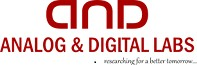 AND
ANALOG & DIGITAL LABS
researching for a better tomorrow...